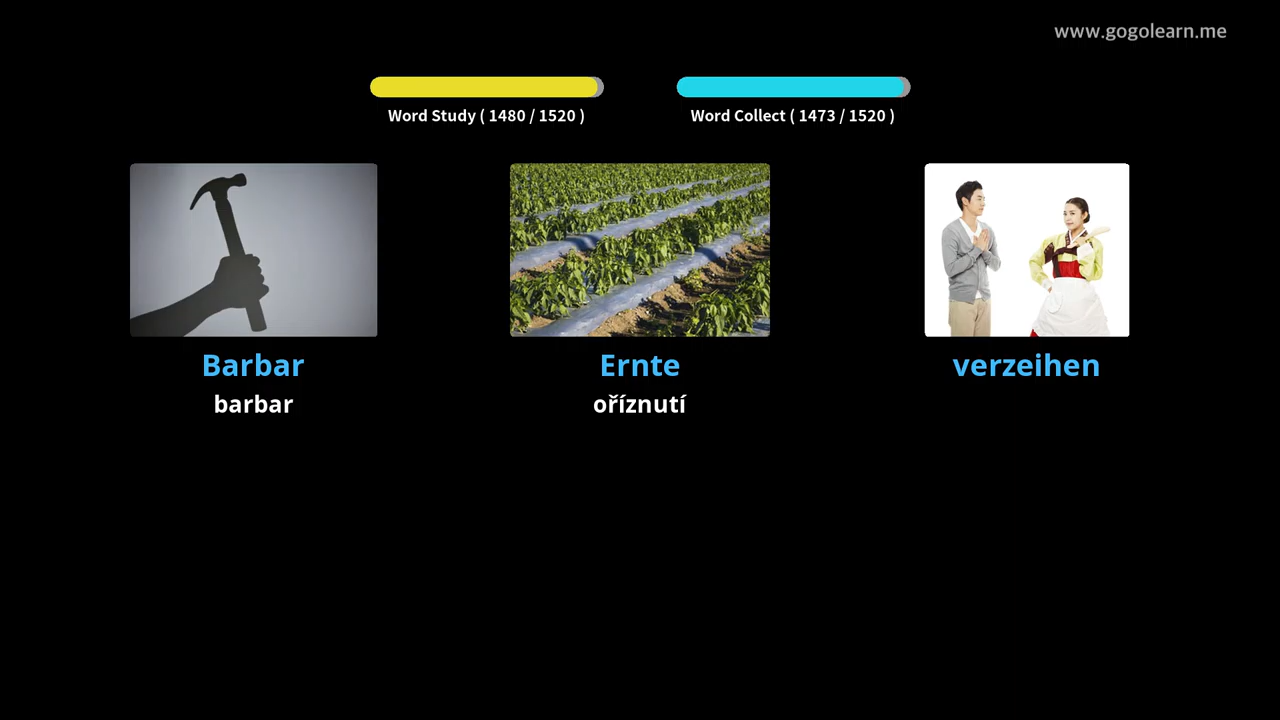 www.gogolearn.me
Word Study ( 1480 / 1520 )
Word Collect ( 1473 / 1520 )
Barbar
barbar
Ernte
oříznutí
verzeihen